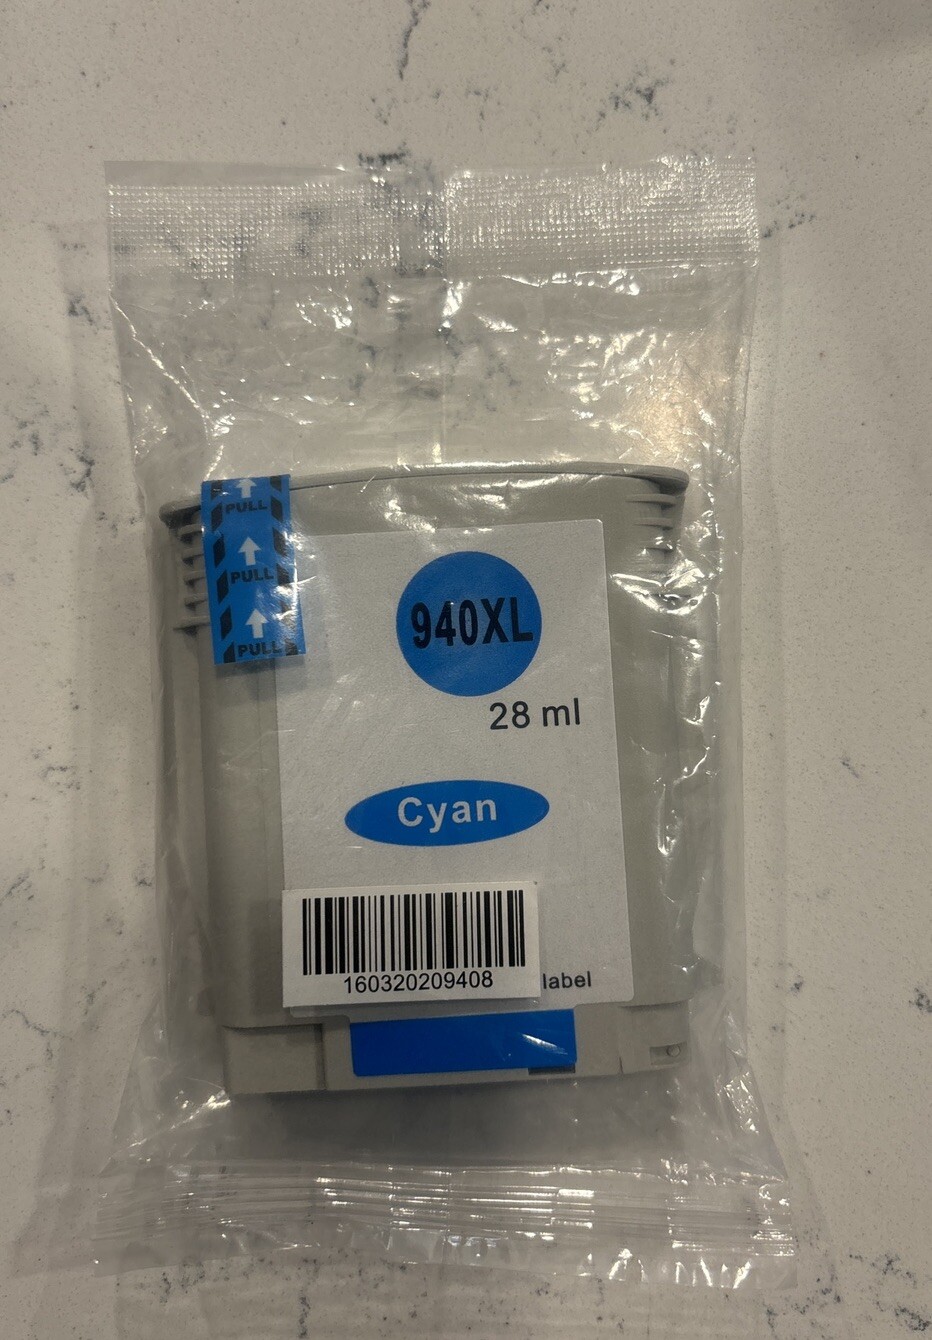 PULL
PULL
PULL
940XL
28 ml
Cyan
160320209408
label